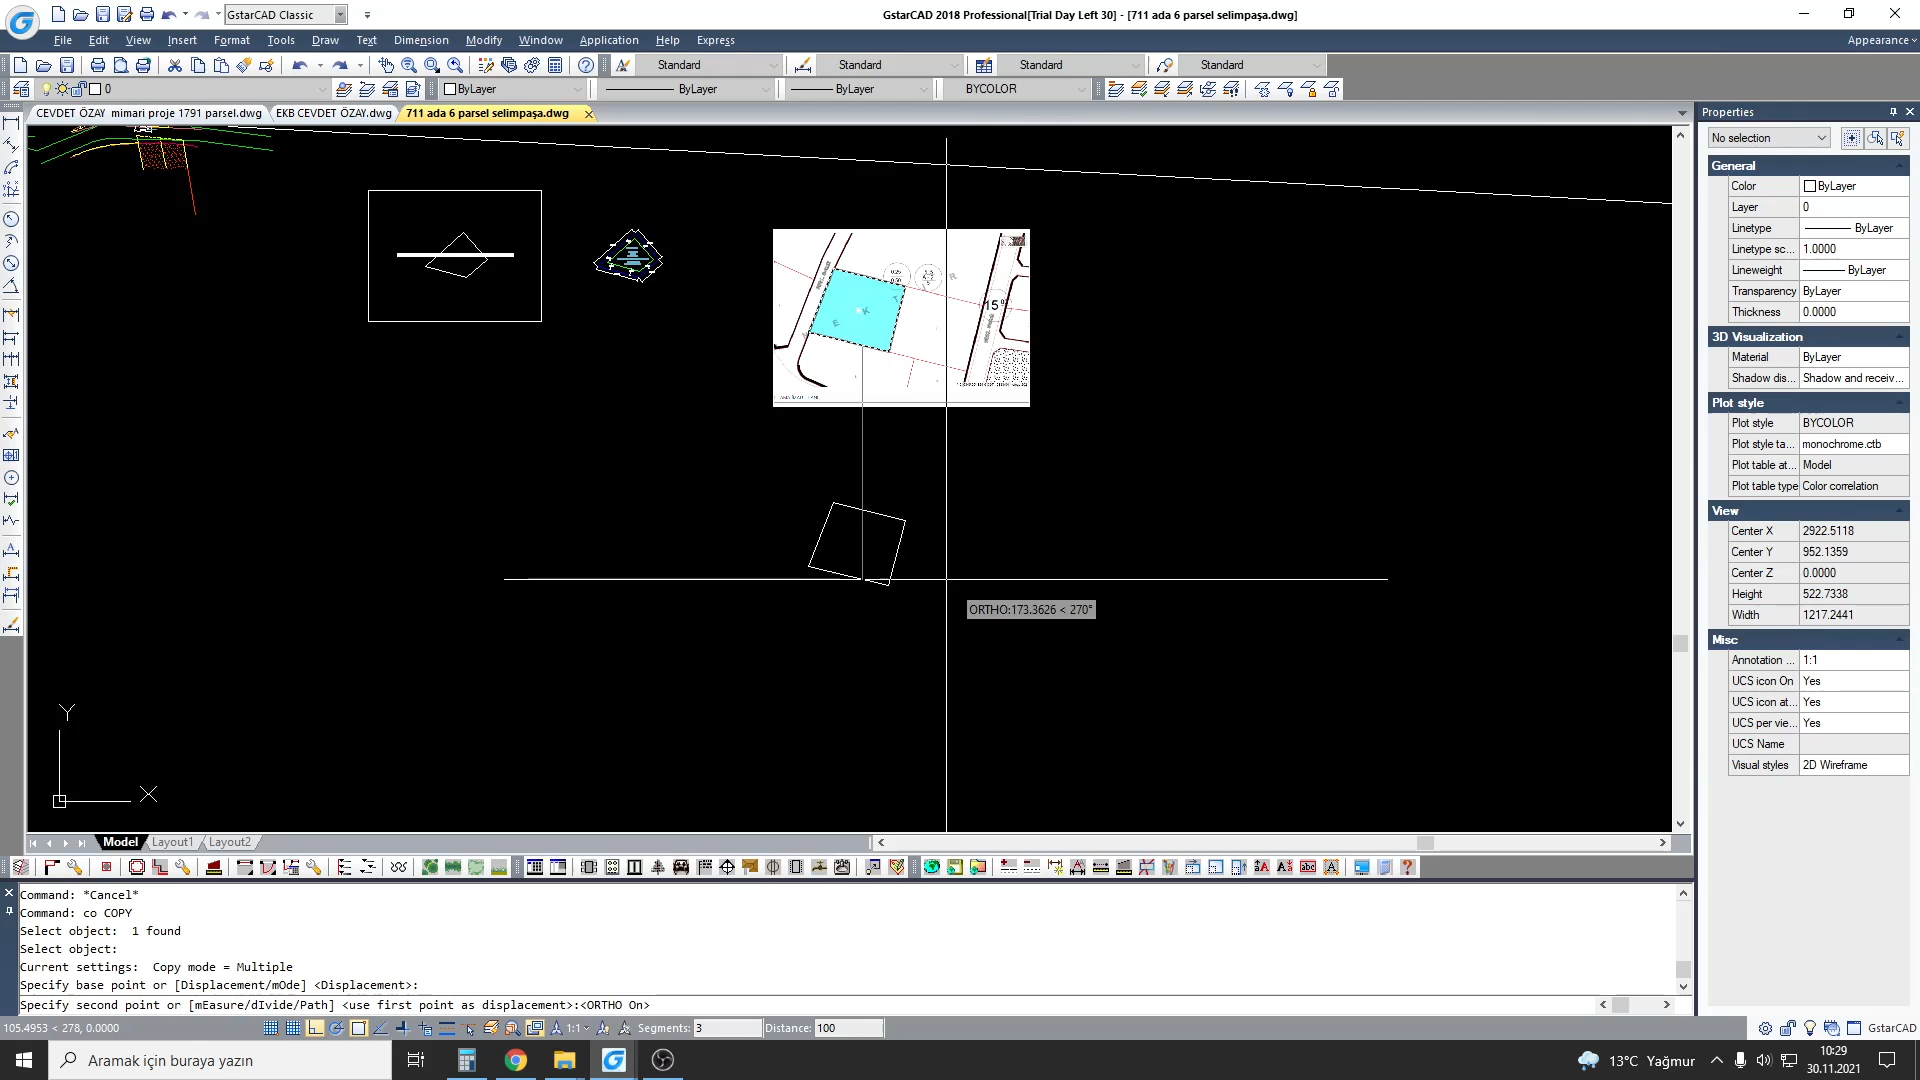 GstarCAD Classic
GstarCAD 2018 Professional[Trial Day Left 30] - [711 ada 6 parsel selimpaşa.dwg]
File Edit View Insert Format Tools Draw Text Dimension Modify Window Application Help Express
Appearance
Standard Standard Standard Standard
0 ByLayer ByLayer ByLayer BYCOLOR
CEVDET ÖZAY mimari proje 1791 parsel.dwg EKB CEVDET ÖZAY.dwg 711 ada 6 parsel selimpaşa.dwg
Properties
No selection
General
Color ByLayer
Layer 0
Linetype ByLayer
Linetype sc... 1.0000
Lineweight ByLayer
Transparency ByLayer
Thickness 0.0000
3D Visualization
Material ByLayer
Shadow dis... Shadow and receiv...
Plot style
Plot style BYCOLOR
Plot style ta... monochrome.ctb
Plot table at... Model
Plot table type Color correlation
View
Center X 2922.5118
Center Y 952.1359
Center Z 0.0000
Height 522.7338
Width 1217.2441
Misc
Annotation ... 1:1
UCS icon On Yes
UCS icon at... Yes
UCS per vie... Yes
UCS Name
Visual styles 2D Wireframe
0.25
15
E K
ORTHO:173.3626 < 270°
Y
X
Model Layout1 Layout2
Command: *Cancel*
Command: co COPY
Select object: 1 found
Select object:
Current settings: Copy mode = Multiple
Specify base point or [Displacement/mOde] <Displacement>:
Specify second point or [mEasure/dIvide/Path] <use first point as displacement>:<ORTHO On>
105.4953 < 278, 0.0000
1:1
Segments: 3
Distance: 100
GstarCAD
Aramak için buraya yazın
13°C Yağmur
10:29
30.11.2021